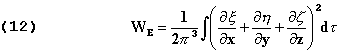 (12) W_E = \frac{1}{2\pi^3} \int \left( \frac{\partial \xi}{\partial x} + \frac{\partial \eta}{\partial y} + \frac{\partial \zeta}{\partial z} \right)^2 d\tau